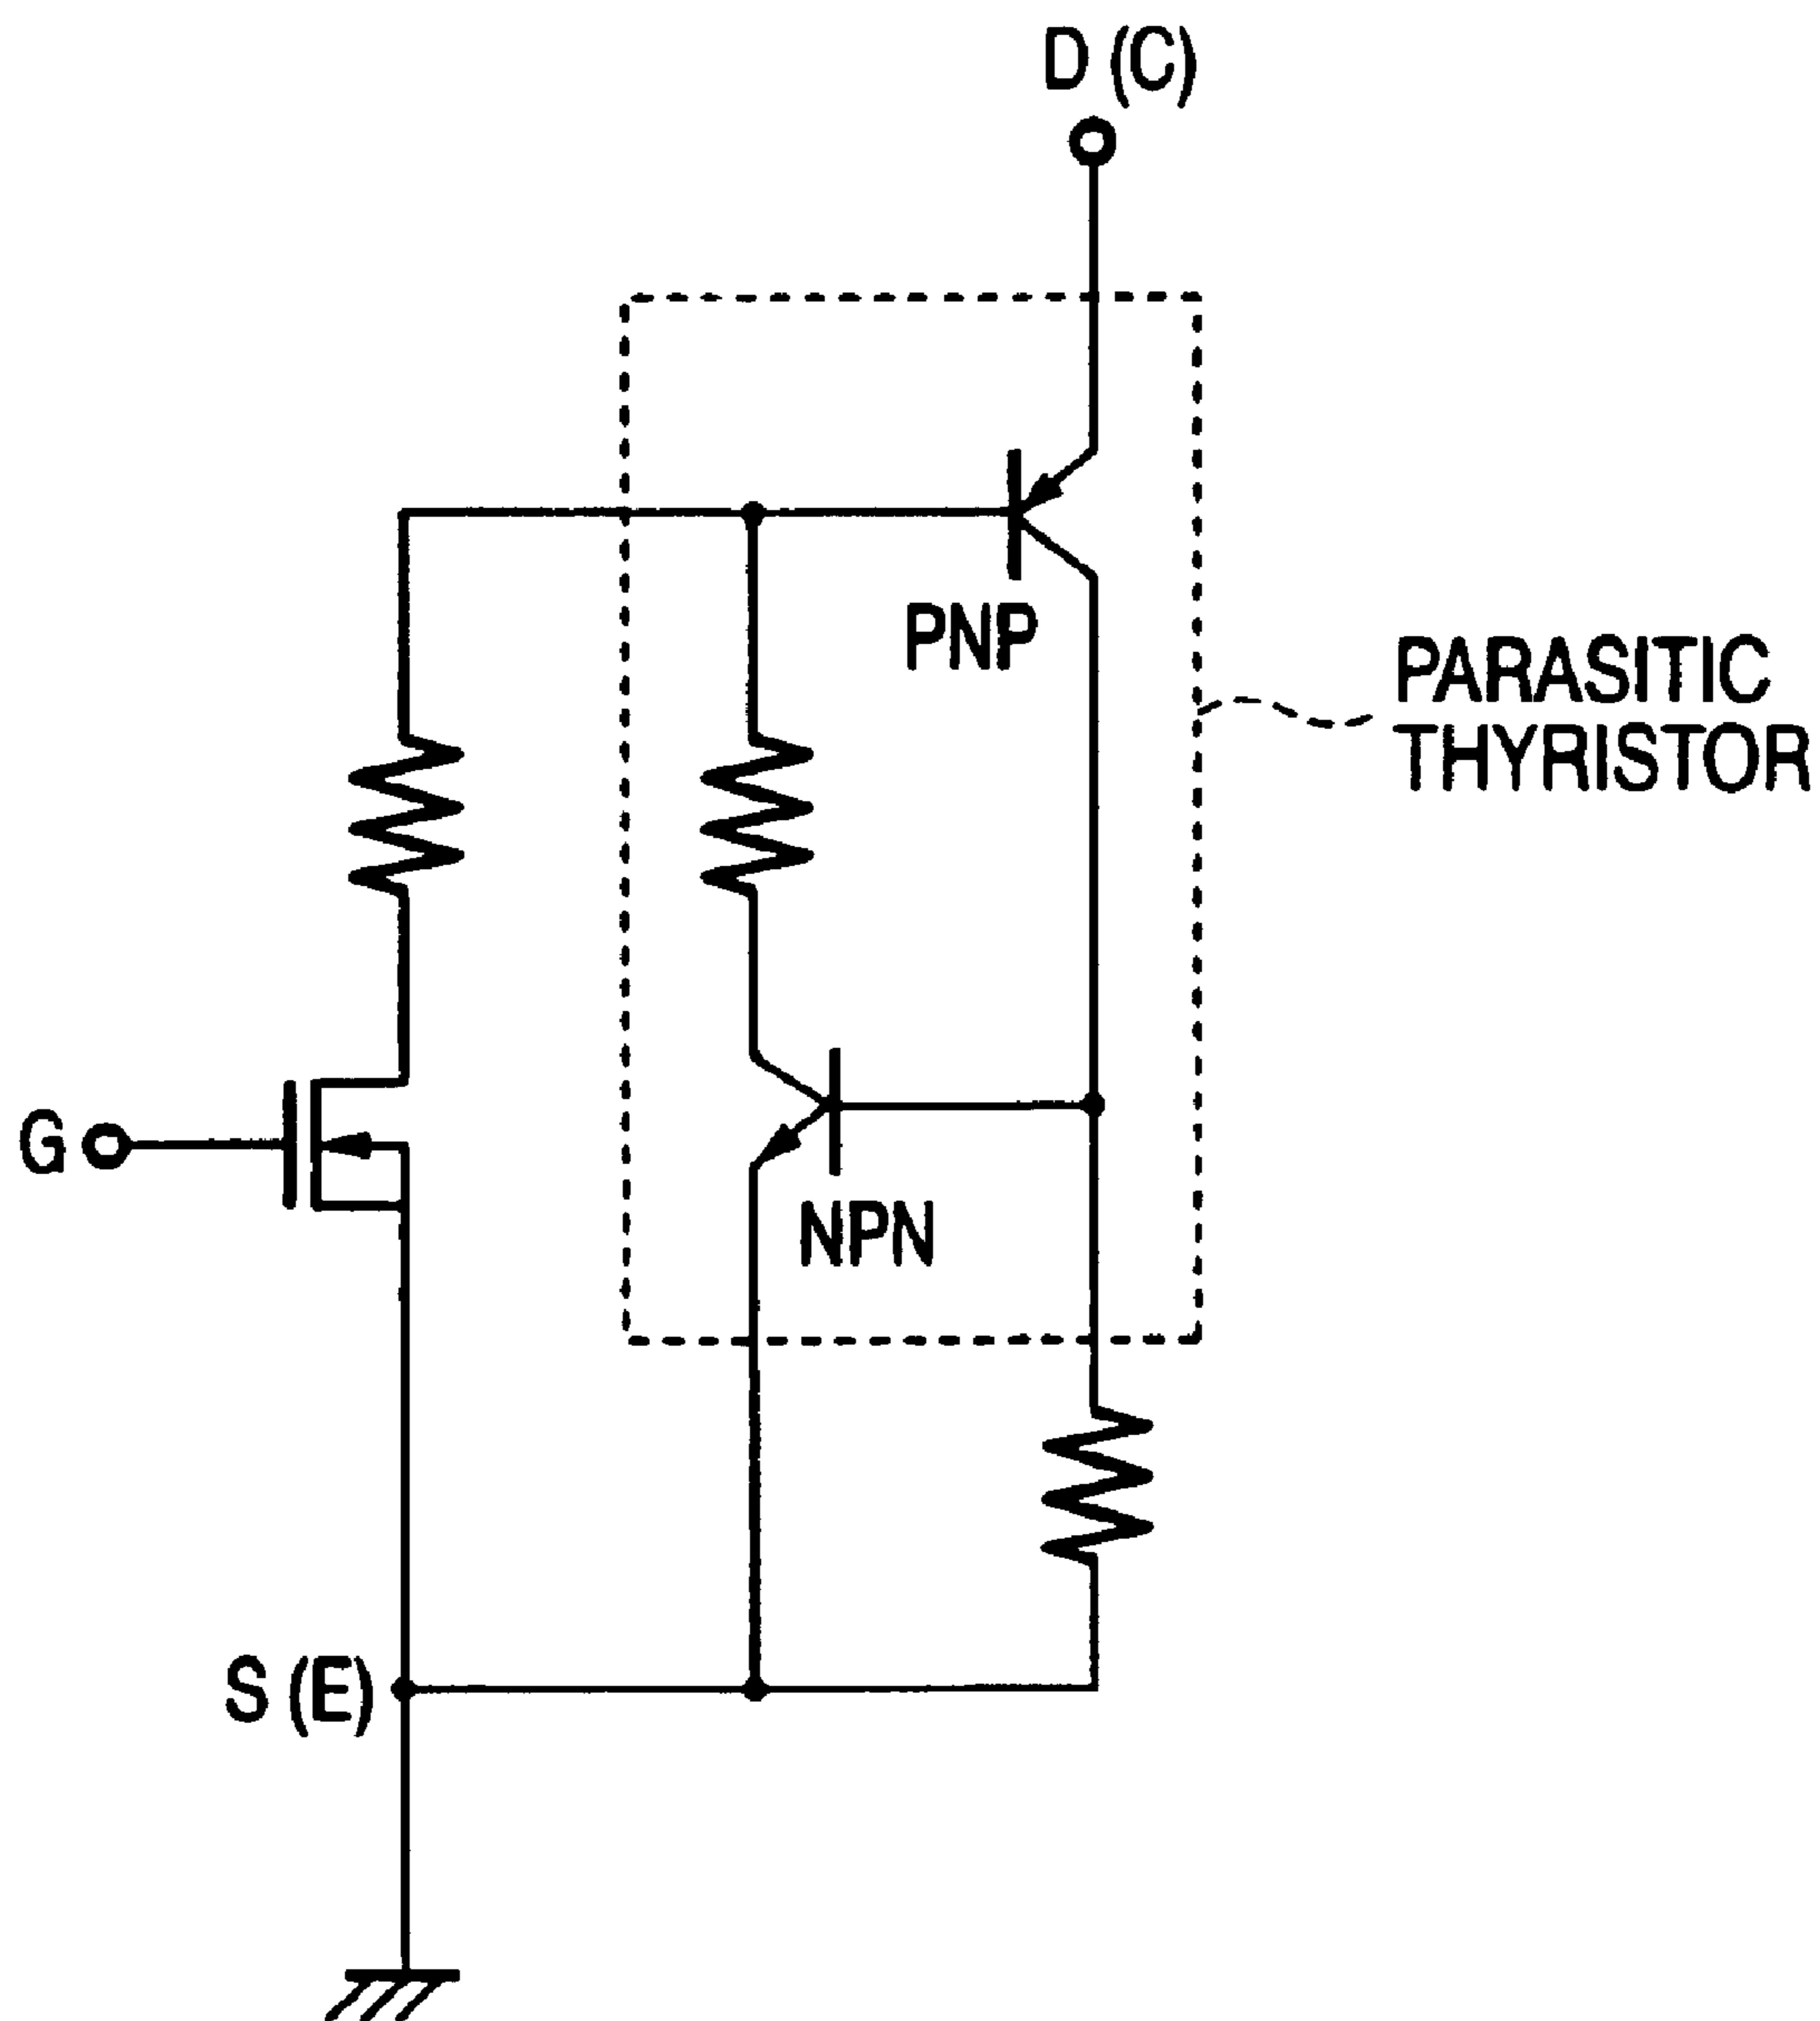 D (C)
PNP
PARASITIC
THYRISTOR
G
NPN
S (E)